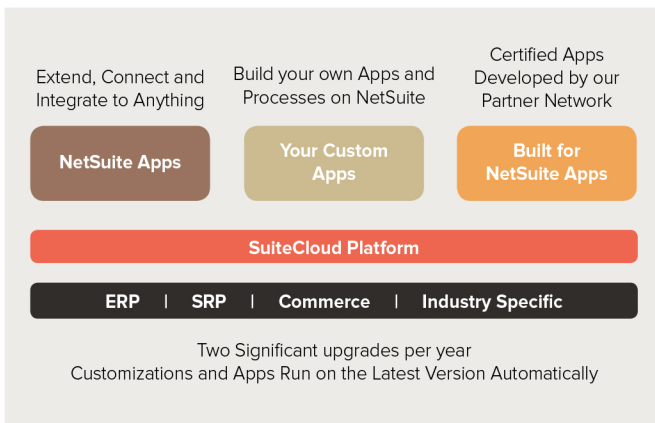 Extend, Connect and
Integrate to Anything
Build your own Apps and
Processes on NetSuite
Certified Apps
Developed by our
Partner Network
NetSuite Apps
Your Custom
Apps
Built for
NetSuite Apps
SuiteCloud Platform
ERP | SRP | Commerce | Industry Specific
Two Significant upgrades per year
Customizations and Apps Run on the Latest Version Automatically